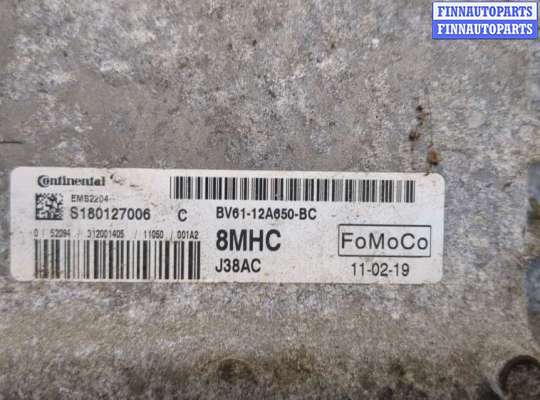 FINNAUTOPARTS
FINNAUTOPARTS
Continental
EMS2204
S180127006 C BV61-12A650-BC
0 / 52094 / 312001405 / 11050 / 001A2
8MHC
FoMoCo
J38AC
11-02-19